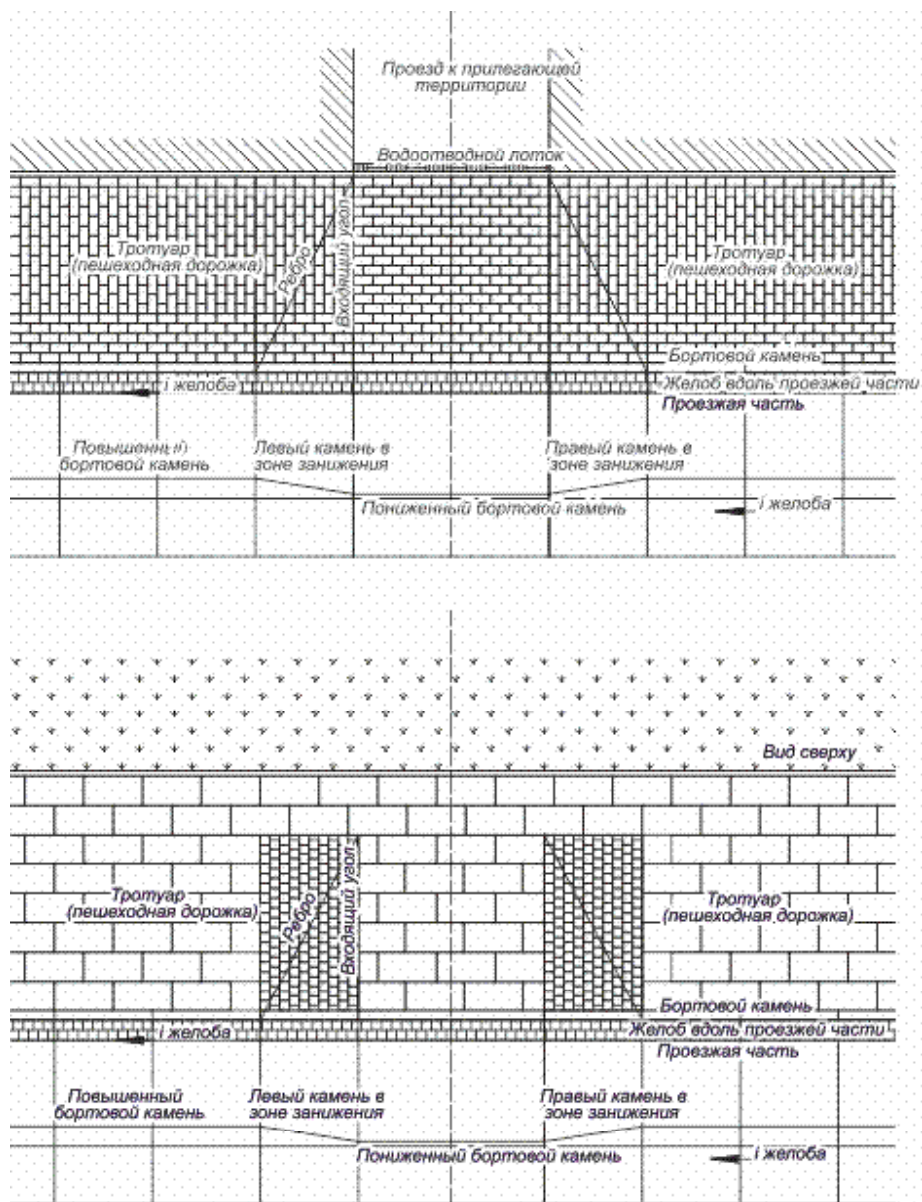 Проезд к прилегающей
территории
Водоотводной лоток
Тротуар
(пешеходная дорожка)
Ребро
Входящий угол
Тротуар
(пешеходная дорожка)
Бортовой камень
i желоба
Желоб вдоль проезжей части
Проезжая часть
Повышенный
бортовой камень
Левый камень в
зоне занижения
Правый камень в
зоне занижения
Пониженный бортовой камень
i желоба
Вид сверху
Тротуар
(пешеходная дорожка)
Ребро
Входящий угол
Тротуар
(пешеходная дорожка)
Бортовой камень
i желоба
Желоб вдоль проезжей части
Проезжая часть
Повышенный
бортовой камень
Левый камень в
зоне занижения
Правый камень в
зоне занижения
Пониженный бортовой камень
i желоба